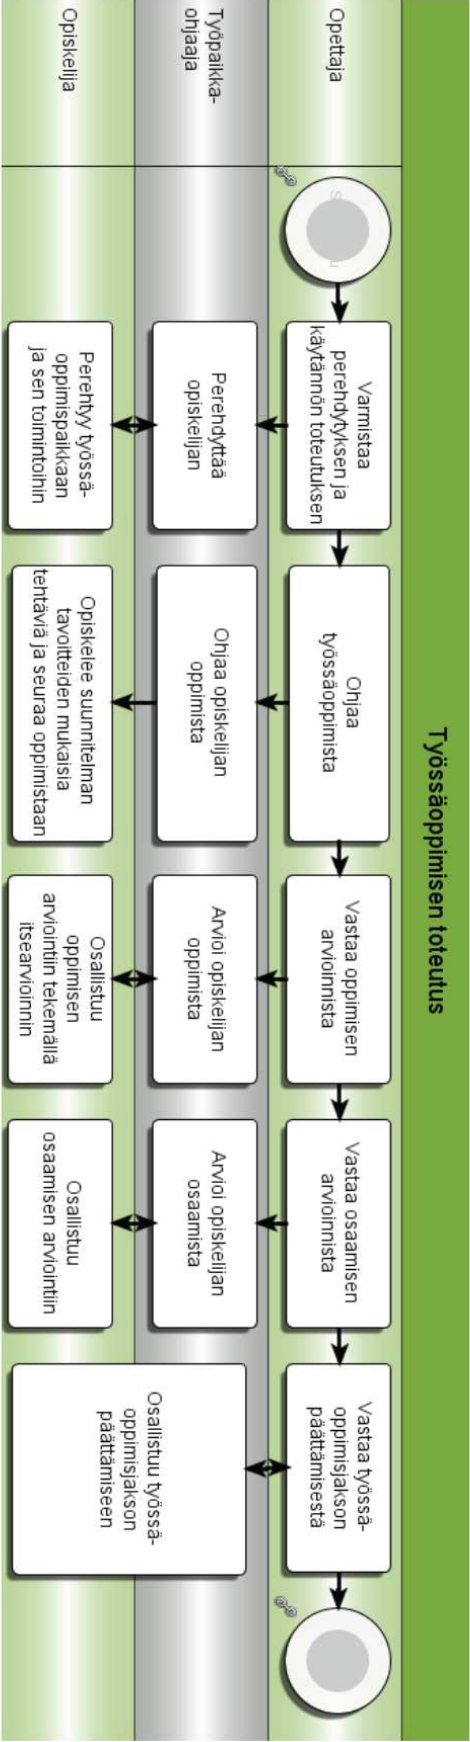 Työssäoppimisen toteutus
Opettaja
Varmistaa
perehdytyksen ja
käytännön toteutuksen
Ohjaa
työssäoppimista
Vastaa oppimisen
arvioinnista
Vastaa osaamisen
arvioinnista
Vastaa työssä-
oppimisjakson
päättämisestä
Työpaikka-
ohjaaja
Perehdyttää
opiskelijan
Ohjaa opiskelijan
oppimista
Arvioi opiskelijan
oppimista
Arvioi opiskelijan
osaamista
Osallistuu työssä-
oppimisjakson
päättämiseen
Opiskelija
Perehtyy työssä-
oppimispaikkaan
ja sen toimintoihin
Opiskelee suunnitelman
tavoitteiden mukaisia
tehtäviä ja seuraa oppimistaan
Osallistuu
oppimisen
arviointiin tekemällä
itsearvioinnin
Osallistuu
osaamisen arviointiin